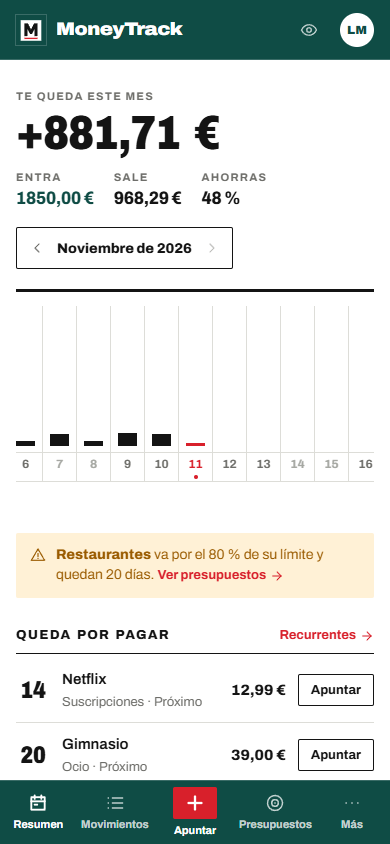 M MoneyTrack LM
TE QUEDA ESTE MES
+881,71 €
ENTRA SALE AHORRAS
1850,00 € 968,29 € 48 %
Noviembre de 2026
6 7 8 9 10 11 12 13 14 15 16
Restaurantes va por el 80 % de su límite y
quedan 20 días. Ver presupuestos →
QUEDA POR PAGAR Recurrentes →
14 Netflix 12,99 € Apuntar
Suscripciones · Próximo
20 Gimnasio 39,00 € Apuntar
Ocio · Próximo
Resumen Movimientos Apuntar Presupuestos Más